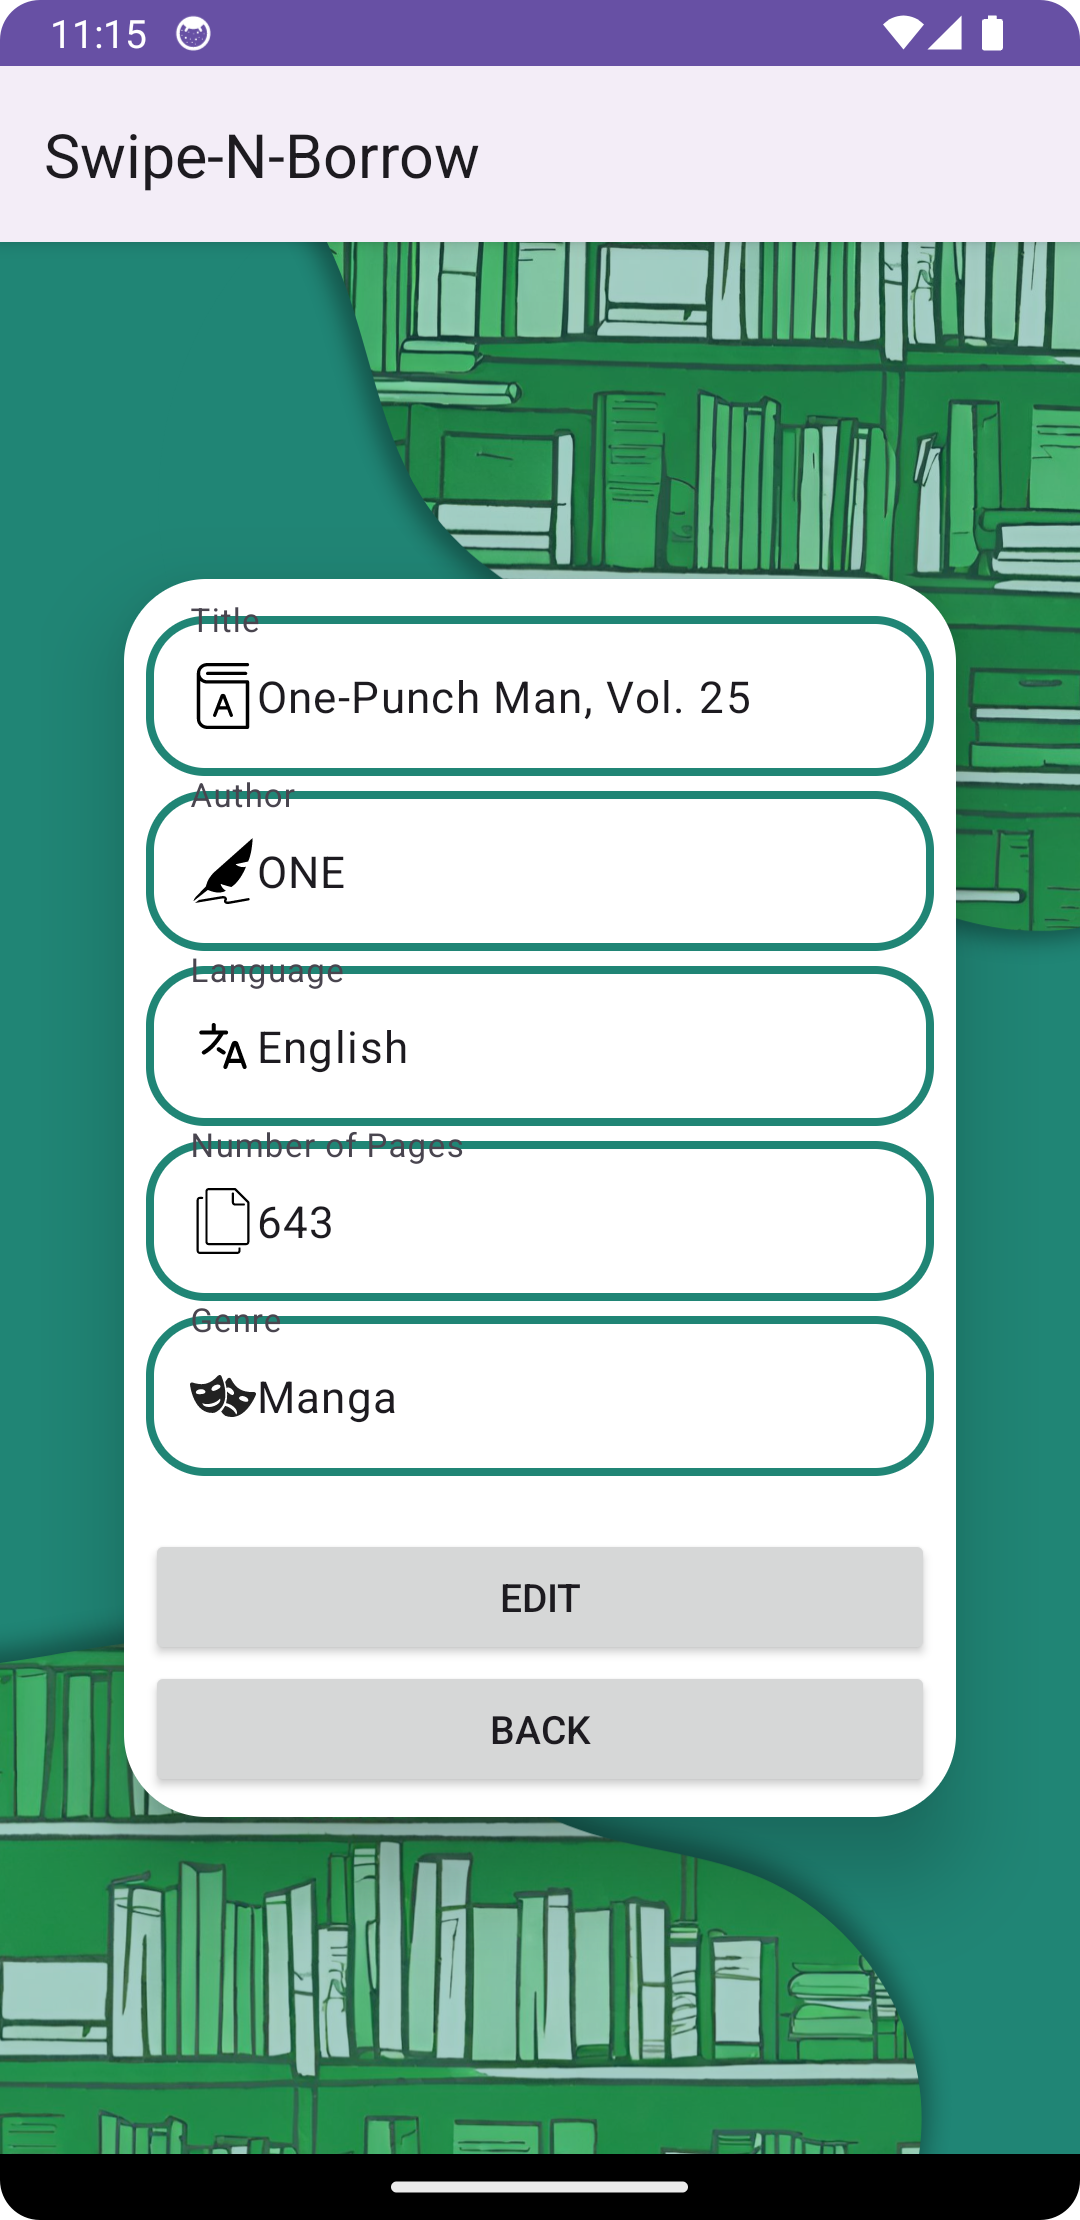 11:15
Swipe-N-Borrow
Title
One-Punch Man, Vol. 25
Author
ONE
Language
English
Number of Pages
643
Genre
Manga
EDIT
BACK